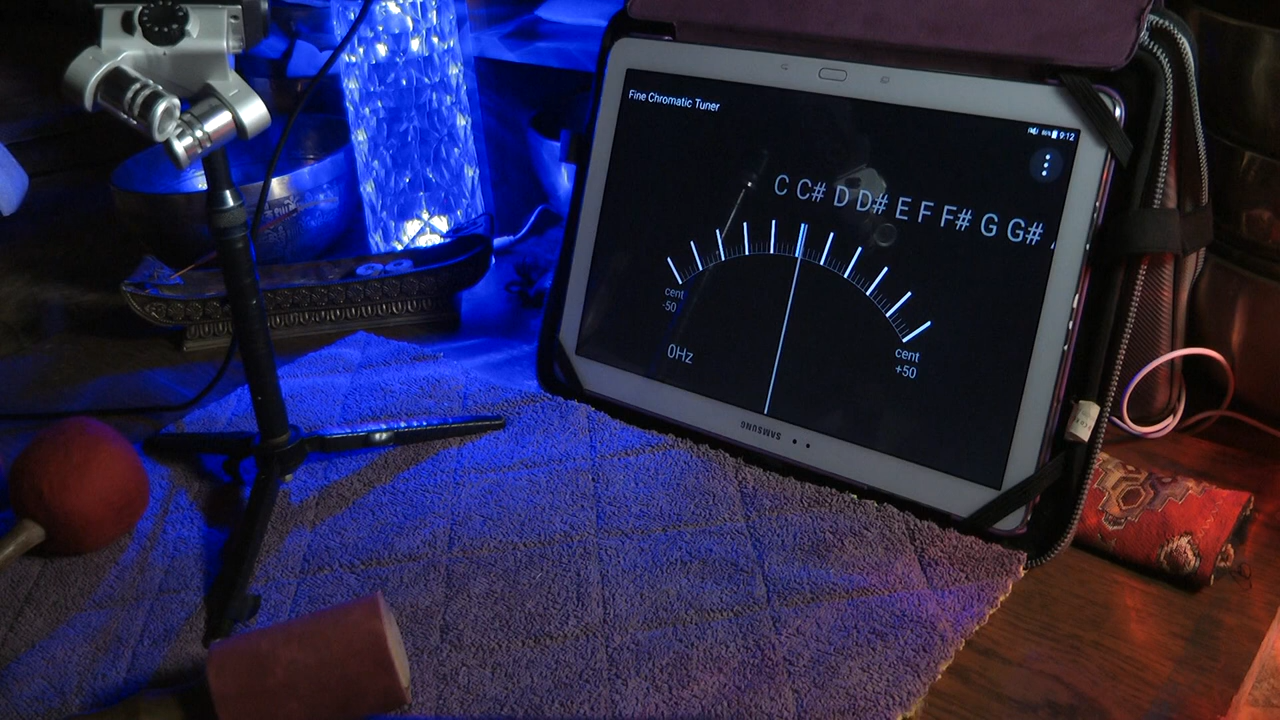 Fine Chromatic Tuner
9:12
C C# D D# E F F# G G#
cent
-50
cent
+50
0Hz
SAMSUNG